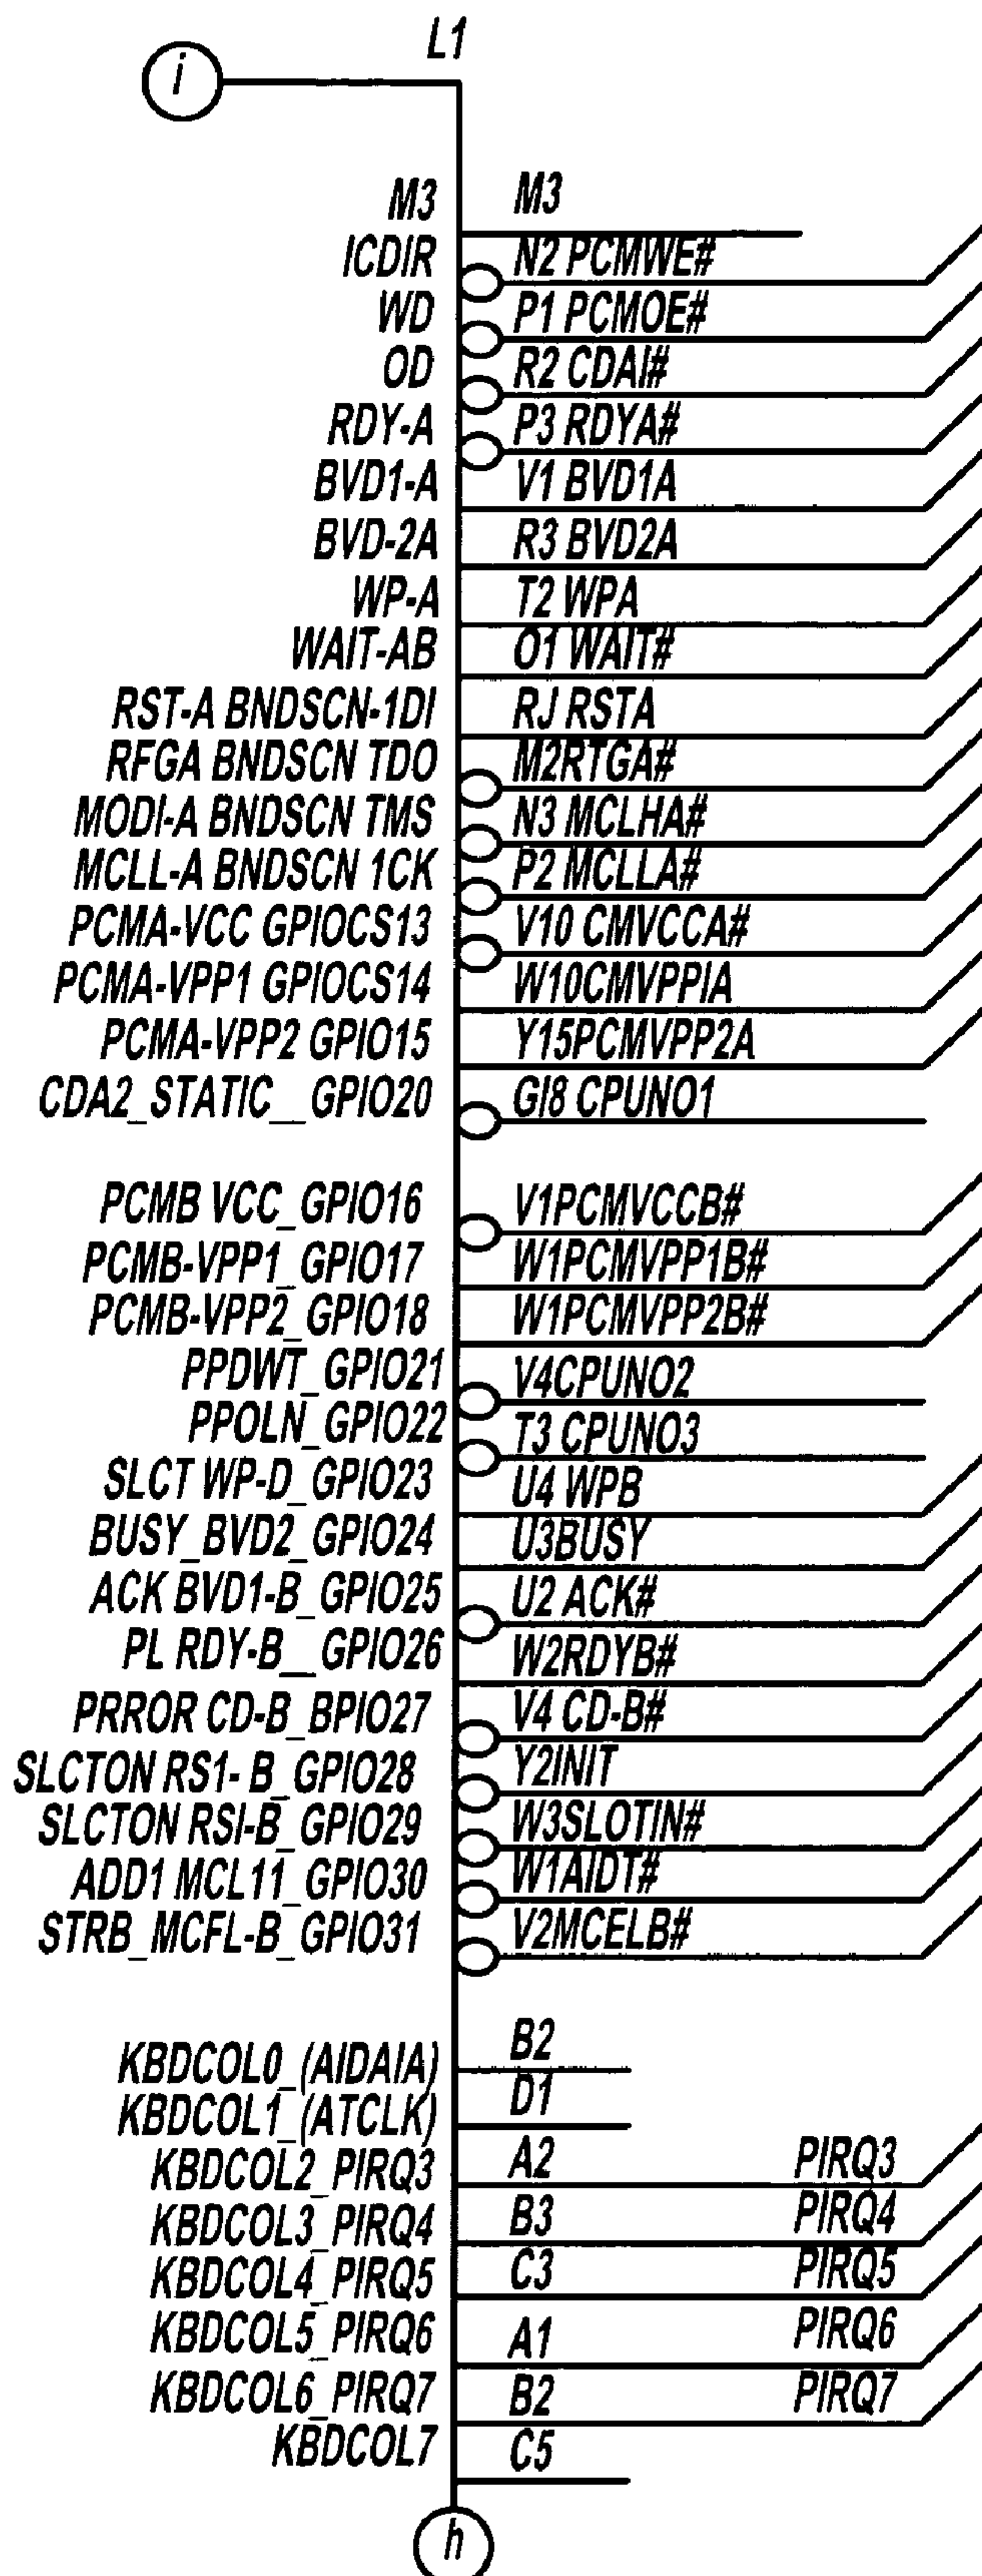 L1
i
M3 M3
ICDIR N2 PCMWE#
WD P1 PCMOE#
OD R2 CDAI#
RDY-A P3 RDYA#
BVD1-A V1 BVD1A
BVD-2A R3 BVD2A
WP-A T2 WPA
WAIT-AB O1 WAIT#
RST-A BNDSCN-1DI RJ RSTA
RFGA BNDSCN TDO M2RTGA#
MODI-A BNDSCN TMS N3 MCLHA#
MCLL-A BNDSCN 1CK P2 MCLLA#
PCMA-VCC GPIOCS13 V10 CMVCCA#
PCMA-VPP1 GPIOCS14 W10CMVPPIA
PCMA-VPP2 GPIO15 Y15PCMVPP2A
CDA2_STATIC__GPIO20 GI8 CPUNO1
PCMB VCC_GPIO16 V1PCMVCCB#
PCMB-VPP1_GPIO17 W1PCMVPP1B#
PCMB-VPP2_GPIO18 W1PCMVPP2B#
PPDWT_GPIO21 V4CPUNO2
PPOLN_GPIO22 T3 CPUNO3
SLCT WP-D_GPIO23 U4 WPB
BUSY_BVD2_GPIO24 U3BUSY
ACK BVD1-B_GPIO25 U2 ACK#
PL RDY-B__GPIO26 W2RDYB#
PRROR CD-B_BPIO27 V4 CD-B#
SLCTON RS1- B_GPIO28 Y2INIT
SLCTON RSI-B_GPIO29 W3SLOTIN#
ADD1 MCL11_GPIO30 W1AIDT#
STRB_MCFL-B_GPIO31 V2MCELB#
KBDCOL0_(AIDAIA) B2
KBDCOL1_(ATCLK) D1
KBDCOL2_PIRQ3 A2 PIRQ3
KBDCOL3_PIRQ4 B3 PIRQ4
KBDCOL4_PIRQ5 C3 PIRQ5
KBDCOL5_PIRQ6 A1 PIRQ6
KBDCOL6_PIRQ7 B2 PIRQ7
KBDCOL7 C5
h